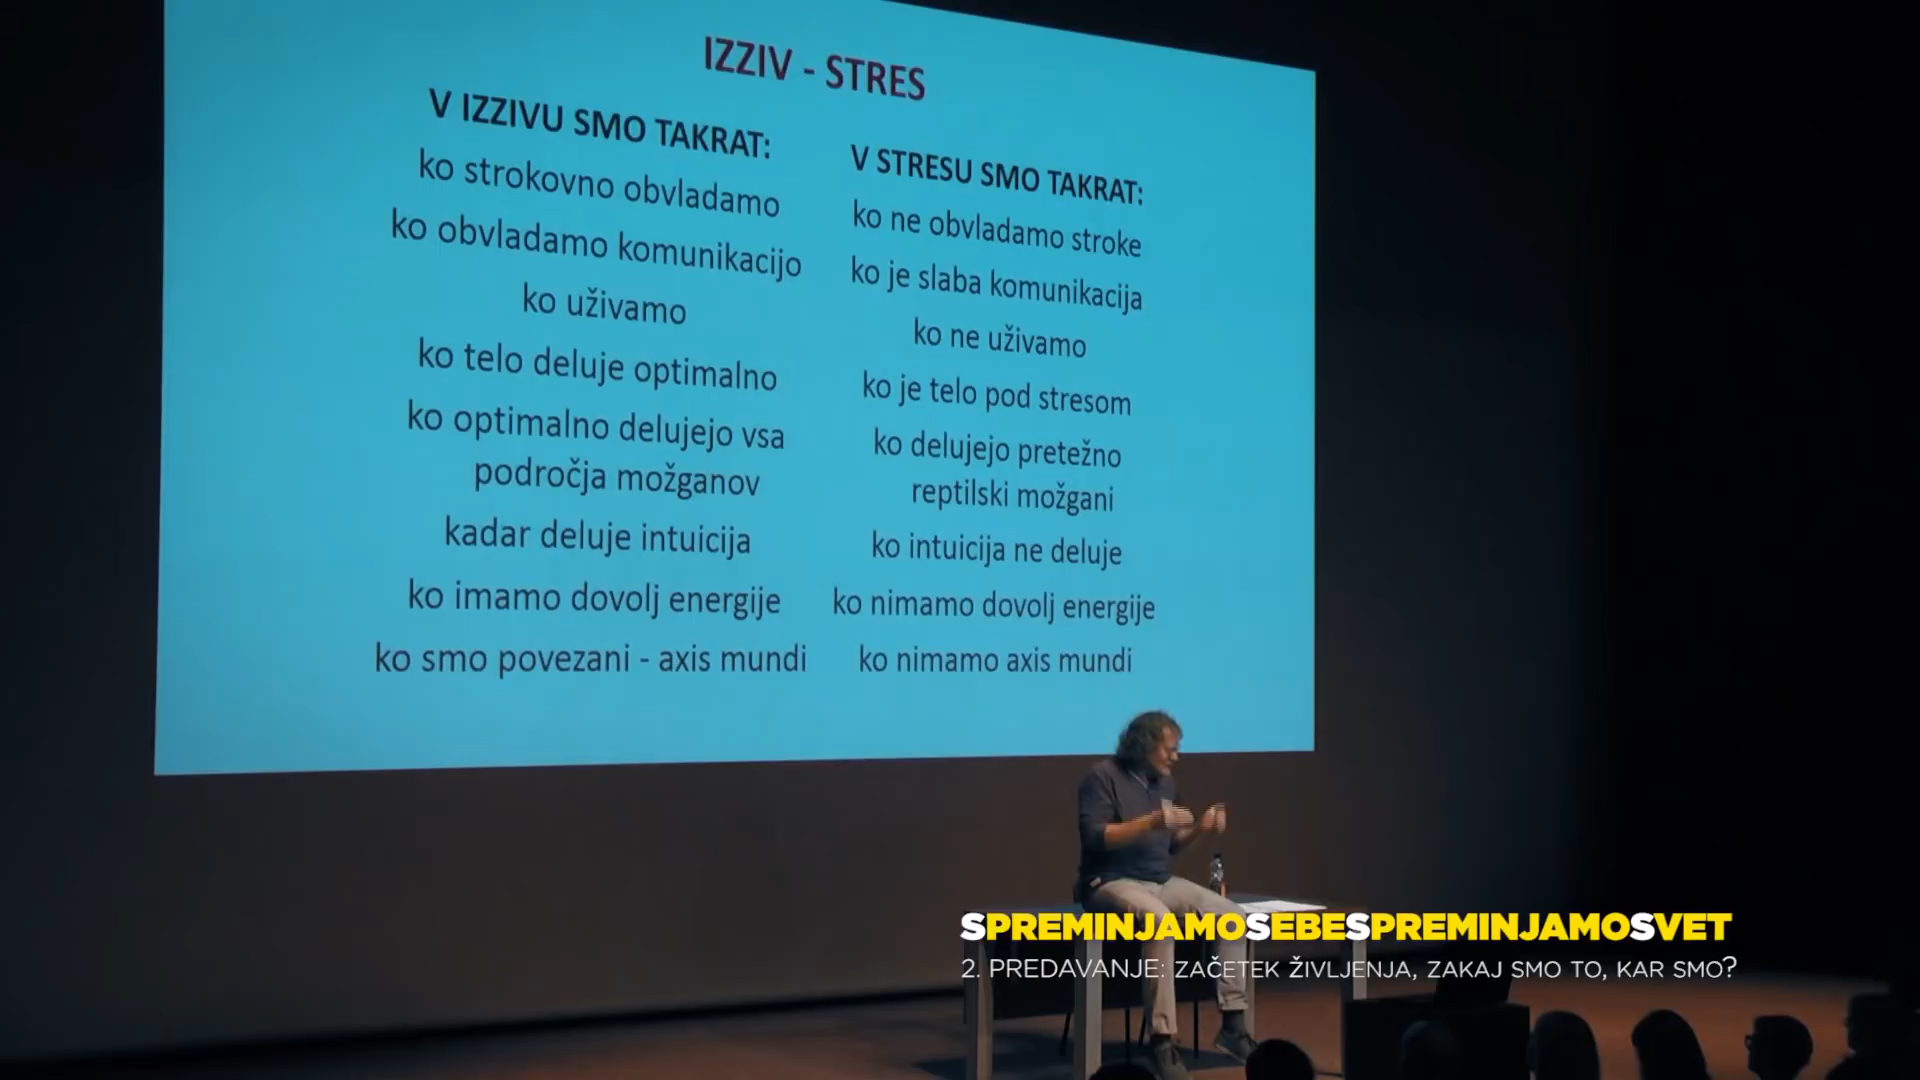 IZZIV - STRES
V IZZIVU SMO TAKRAT:
ko strokovno obvladamo
ko obvladamo komunikacijo
ko uživamo
ko telo deluje optimalno
ko optimalno delujejo vsa
področja možganov
kadar deluje intuicija
ko imamo dovolj energije
ko smo povezani - axis mundi
V STRESU SMO TAKRAT:
ko ne obvladamo stroke
ko je slaba komunikacija
ko ne uživamo
ko je telo pod stresom
ko delujejo pretežno
reptilski možgani
ko intuicija ne deluje
ko nimamo dovolj energije
ko nimamo axis mundi
SPREMINJAMOSEBESPREMINJAMOSVET
2. PREDAVANJE: ZAČETEK ŽIVLJENJA, ZAKAJ SMO TO, KAR SMO?